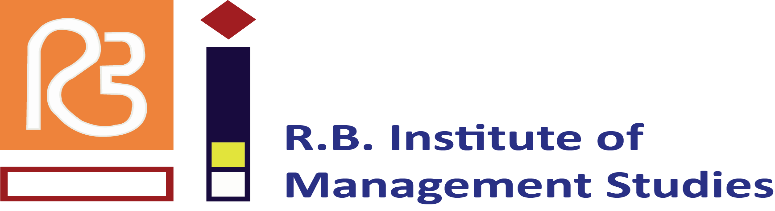 RB
R.B. Institute of
Management Studies